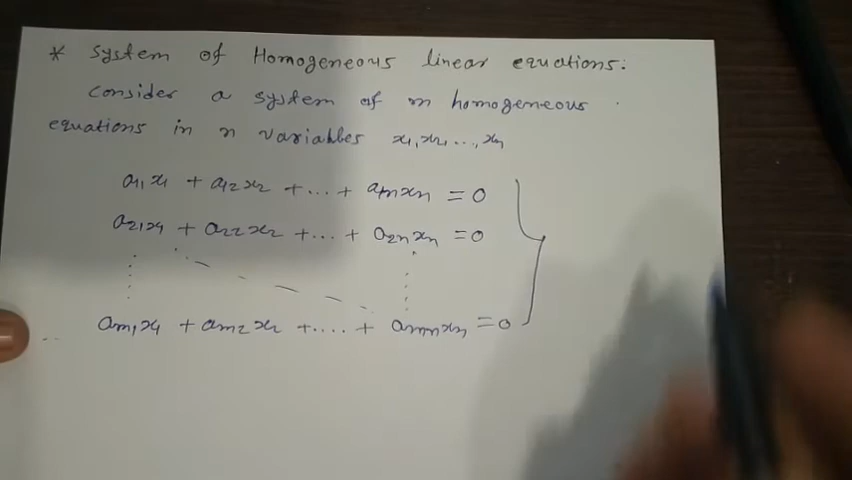 * System of Homogeneous linear equations:
Consider a system of m homogeneous
equations in n variables x₁, x₂, ..., xₙ
a₁₁x₁ + a₁₂x₂ + ... + a₁ₙxₙ = 0
a₂₁x₁ + a₂₂x₂ + ... + a₂ₙxₙ = 0
aₘ₁x₁ + aₘ₂x₂ + .... + aₘₙxₙ = 0